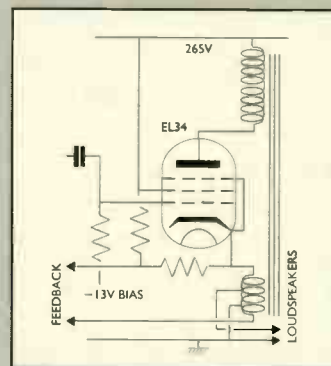 265V
EL34
-13V BIAS
FEEDBACK
LOUDSPEAKERS